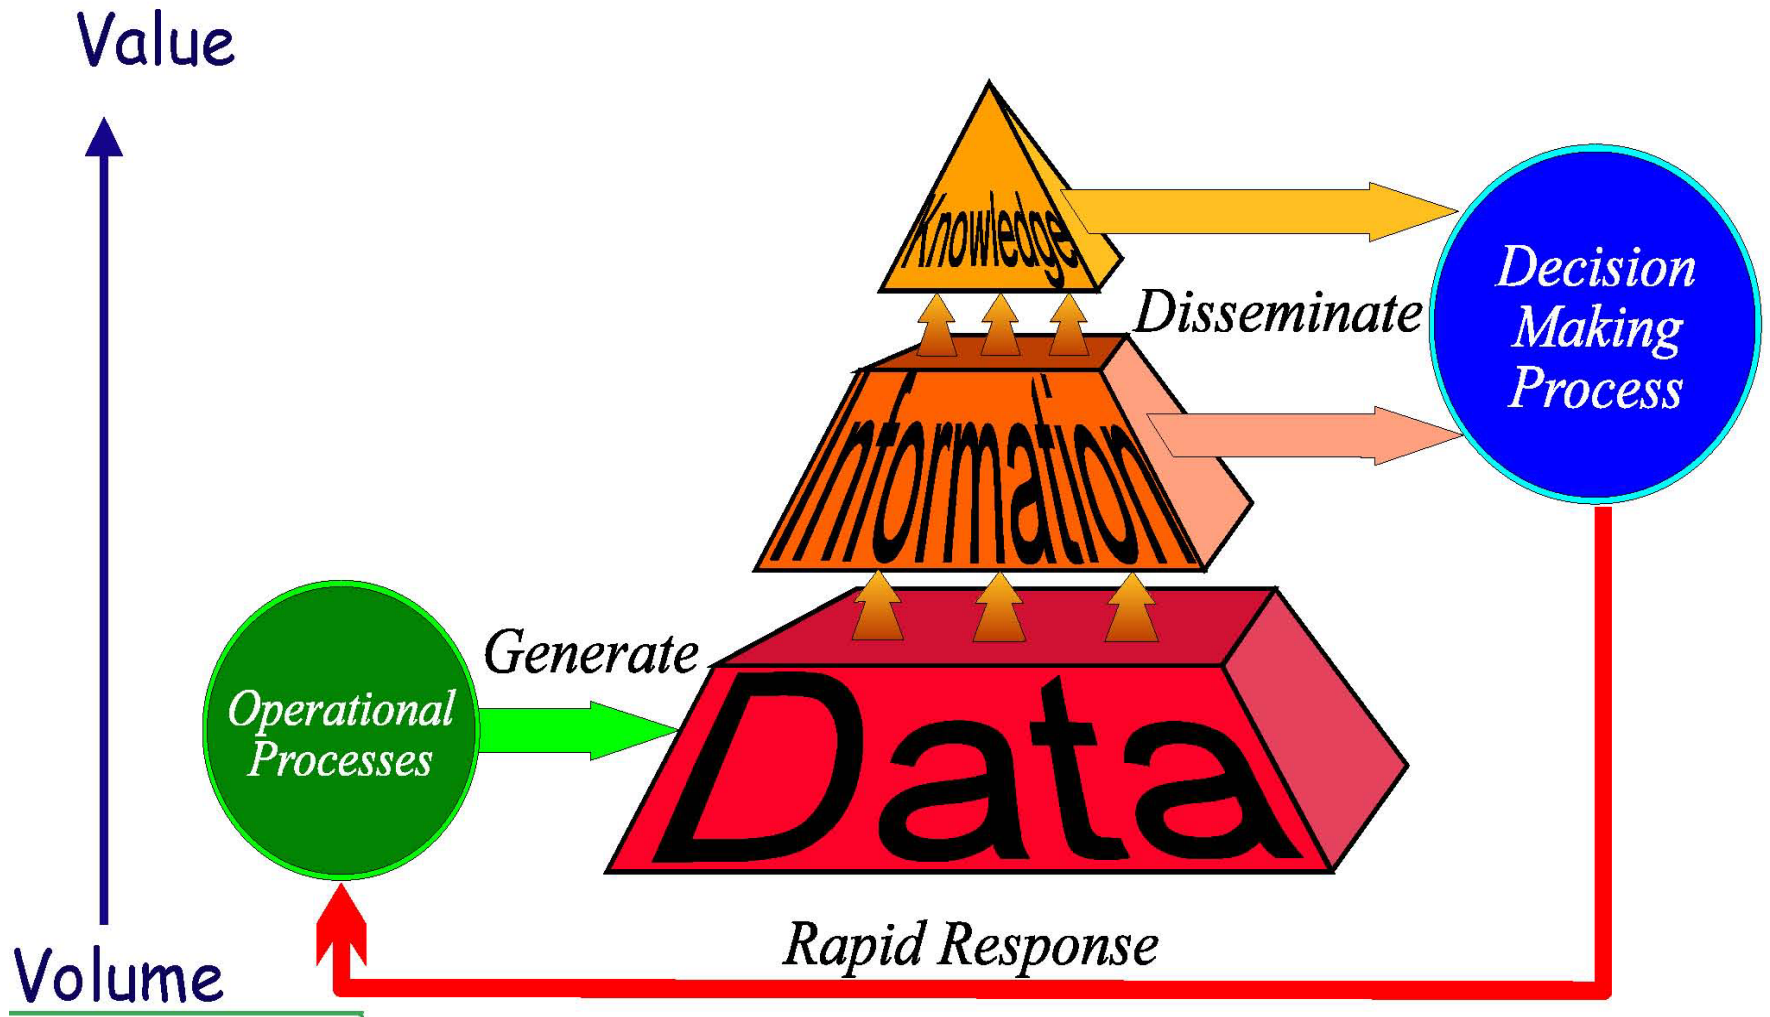 Value
Knowledge
Disseminate
Decision
Making
Process
Information
Generate
Operational
Processes
Data
Rapid Response
Volume